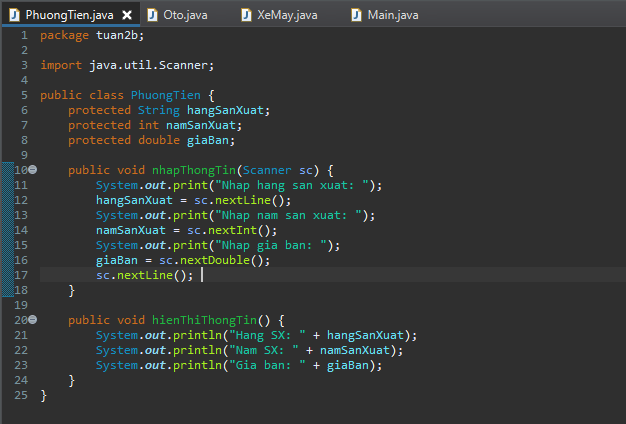 PhuongTien.java Oto.java XeMay.java Main.java
1 package tuan2b;
2
3 import java.util.Scanner;
4
5 public class PhuongTien {
6 protected String hangSanXuat;
7 protected int namSanXuat;
8 protected double giaBan;
9
10 public void nhapThongTin(Scanner sc) {
11 System.out.print("Nhap hang san xuat: ");
12 hangSanXuat = sc.nextLine();
13 System.out.print("Nhap nam san xuat: ");
14 namSanXuat = sc.nextInt();
15 System.out.print("Nhap gia ban: ");
16 giaBan = sc.nextDouble();
17 sc.nextLine();
18 }
19
20 public void hienThiThongTin() {
21 System.out.println("Hang SX: " + hangSanXuat);
22 System.out.println("Nam SX: " + namSanXuat);
23 System.out.println("Gia ban: " + giaBan);
24 }
25 }